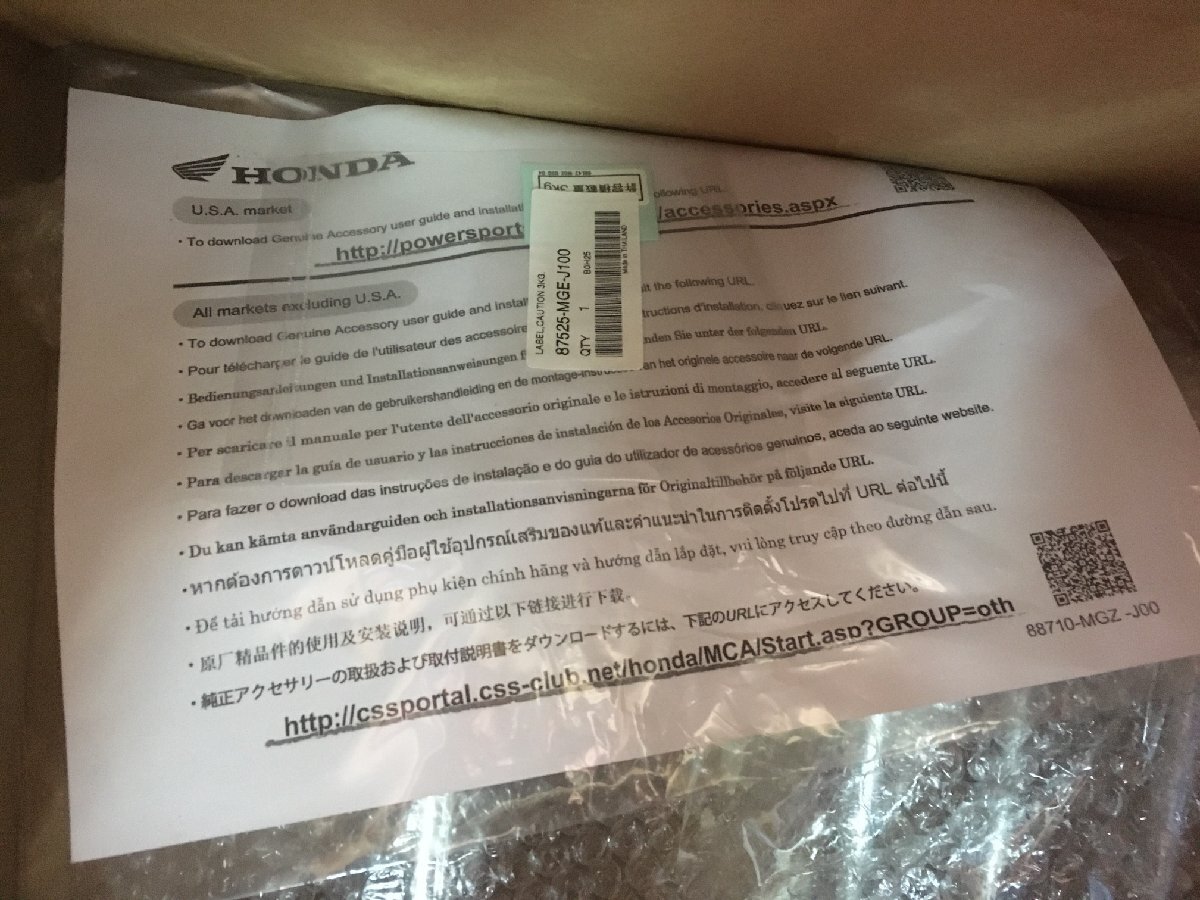 HONDA
U.S.A. market
• To download Genuine Accessory user guide and installati ollowing URL.
http://powersport /accessories.aspx
LABEL,CAUTION 3KG.
87525-MGE-J100
QTY 1
B0H25
Made in THAILAND
All markets excluding U.S.A.
• To download Genuine Accessory user guide and instal it the following URL.
• Pour télécharger le guide de l'utilisateur des accessoire tructions d'installation, cliquez sur le lien suivant.
• Bedienungsanleitungen und Installationsanweisungen f nden Sie unter der folgenden URL.
• Ga voor het downloaden van de gebruikershandleiding en de montage-instruc an het originele accessoire naar de volgende URL.
• Per scaricare il manuale per l'utente dell'accessorio originale e le istruzioni di montaggio, accedere al seguente URL.
• Para descarger la guía de usuario y las instrucciones de instalación de los Accesorios Originales, visite la siguiente URL.
• Para fazer o download das instruções de instalação e do guia do utilizador de acessórios genuinos, aceda ao seguinte website.
• Du kan kämta användarguiden och installationsanvisningarna för Originaltillbehör på följande URL.
• หากต้องการดาวน์โหลดคู่มือผู้ใช้อุปกรณ์เสริมของแท้และคำแนะนำในการติดตั้งโปรดไปที่ URL ต่อไปนี้
• Để tải hướng dẫn sử dụng phụ kiện chính hãng và hướng dẫn lắp đặt, vui lòng truy cập theo đường dẫn sau.
• 原厂精品件的使用及安装说明，可通过以下链接进行下载。
• 純正アクセサリーの取扱および取付説明書をダウンロードするには、下記のURLにアクセスしてください。
http://cssportal.css-club.net/honda/MCA/Start.asp?GROUP=oth
88710-MGZ -J00